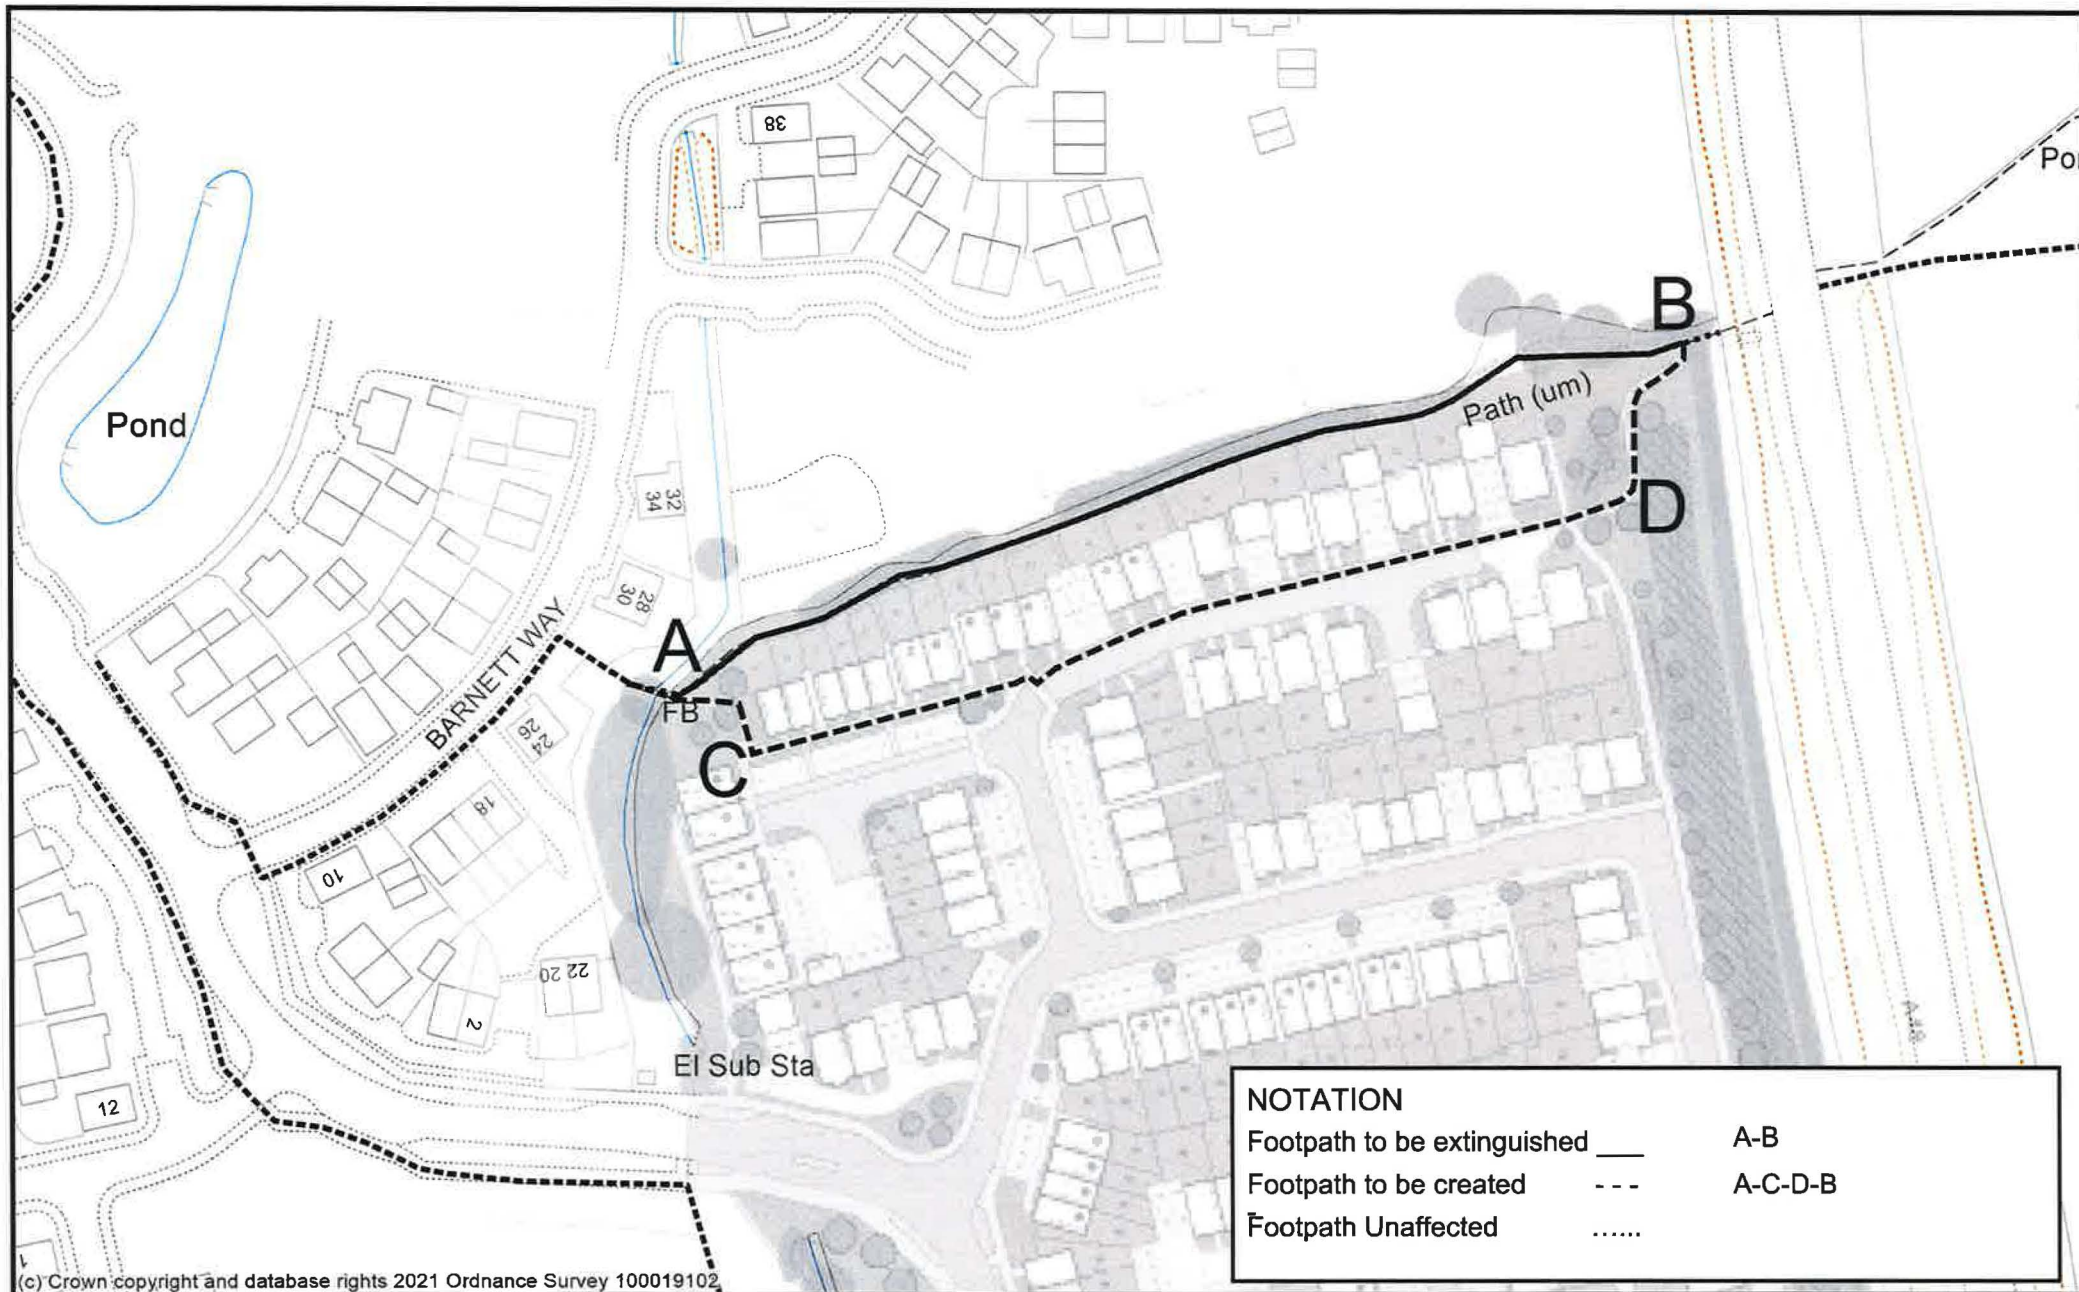 38
Pond
B
Path (um)
Pond
32
34
D
28
30
A
BARNETT WAY
FB
26
24
C
18
10
22
20
2
El Sub Sta
12
1
NOTATION
Footpath to be extinguished ___ A-B
Footpath to be created - - - A-C-D-B
Footpath Unaffected ......
(c) Crown copyright and database rights 2021 Ordnance Survey 100019102